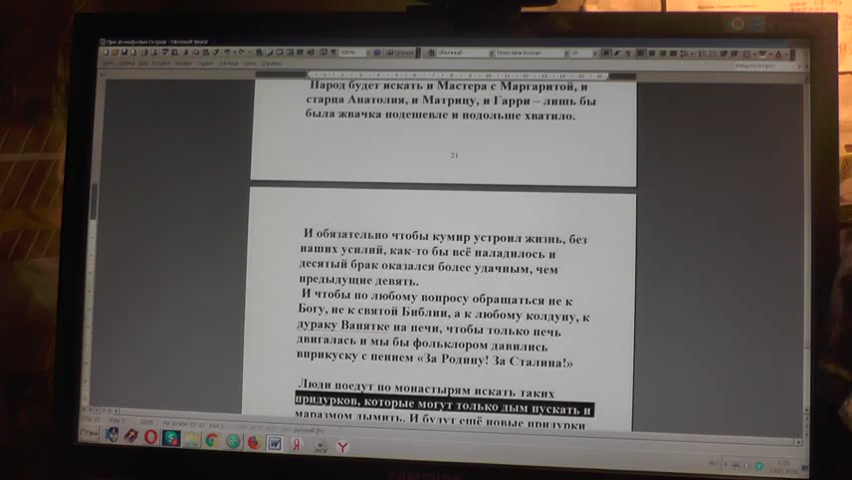 Microsoft Word
Обычный
Народ будет искать и Мастера с Маргаритой, и
старца Анатолия, и Матрицу, и Гарри – лишь бы
была жвачка подешевле и подольше хватило.
21
И обязательно чтобы кумир устроил жизнь, без
наших усилий, как-то бы всё наладилось и
десятый брак оказался более удачным, чем
предыдущие девять.
И чтобы по любому вопросу обращаться не к
Богу, не к святой Библии, а к любому колдуну, к
дураку Ванятке на печи, чтобы только печь
двигалась и мы бы фольклором давились
вприкуску с пением «За Родину! За Сталина!»
Люди поедут по монастырям искать таких
придурков, которые могут только дым пускать и
маразмом дымить. И будут ещё новые придурки